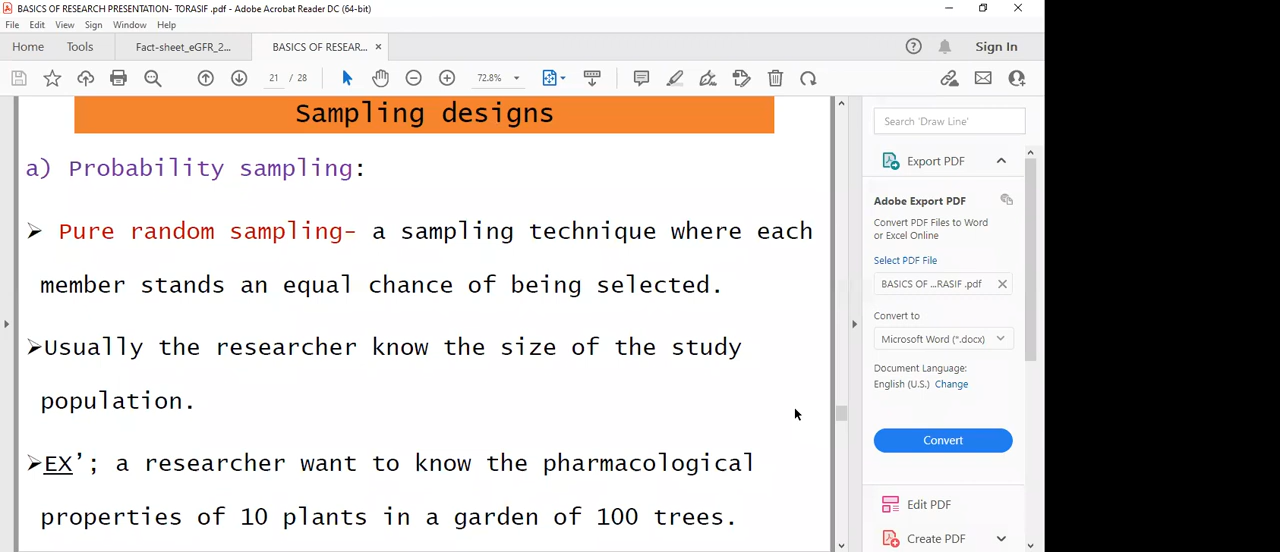 BASICS OF RESEARCH PRESENTATION- TORASIF .pdf - Adobe Acrobat Reader DC (64-bit)
File Edit View Sign Window Help
Home Tools Fact-sheet_eGFR_2... BASICS OF RESEAR... × Sign In
21 / 28 72.8%
Sampling designs
a) Probability sampling:
➢ Pure random sampling- a sampling technique where each
member stands an equal chance of being selected.
➢Usually the researcher know the size of the study
population.
➢EX’; a researcher want to know the pharmacological
properties of 10 plants in a garden of 100 trees.
Search 'Draw Line'
Export PDF
Adobe Export PDF
Convert PDF Files to Word
or Excel Online
Select PDF File
BASICS OF ...RASIF .pdf
Convert to
Microsoft Word (*.docx)
Document Language:
English (U.S.) Change
Convert
Edit PDF
Create PDF